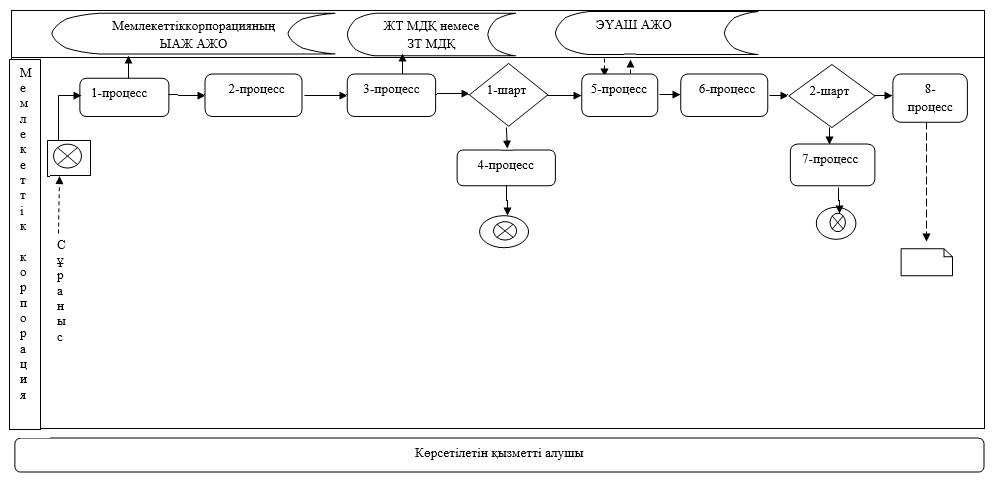 Мемлекеттіккорпорацияның
ЫАЖ АЖО
ЖТ МДҚ немесе
ЗТ МДҚ
ЭҮАШ АЖО
Мемлекеттік корпорация
1-процесс
2-процесс
3-процесс
1-шарт
5-процесс
6-процесс
2-шарт
8-
процесс
4-процесс
7-процесс
Сұраныс
Көрсетілетін қызметті алушы